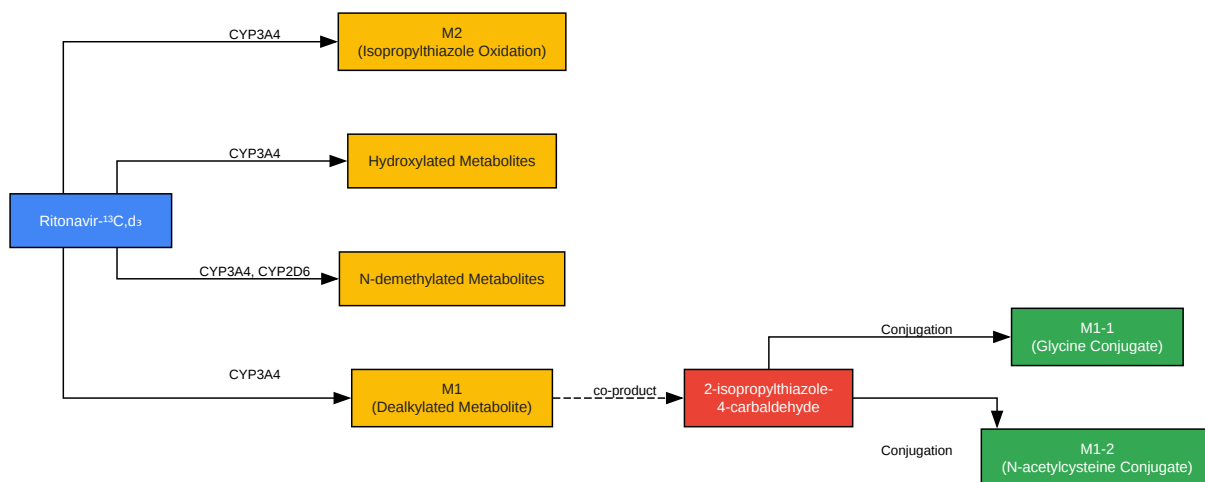 CYP3A4
M2
(Isopropylthiazole Oxidation)
CYP3A4
Hydroxylated Metabolites
Ritonavir-¹³C,d₃
CYP3A4, CYP2D6
N-demethylated Metabolites
CYP3A4
M1
(Dealkylated Metabolite)
co-product
2-isopropylthiazole-
4-carbaldehyde
Conjugation
M1-1
(Glycine Conjugate)
Conjugation
M1-2
(N-acetylcysteine Conjugate)